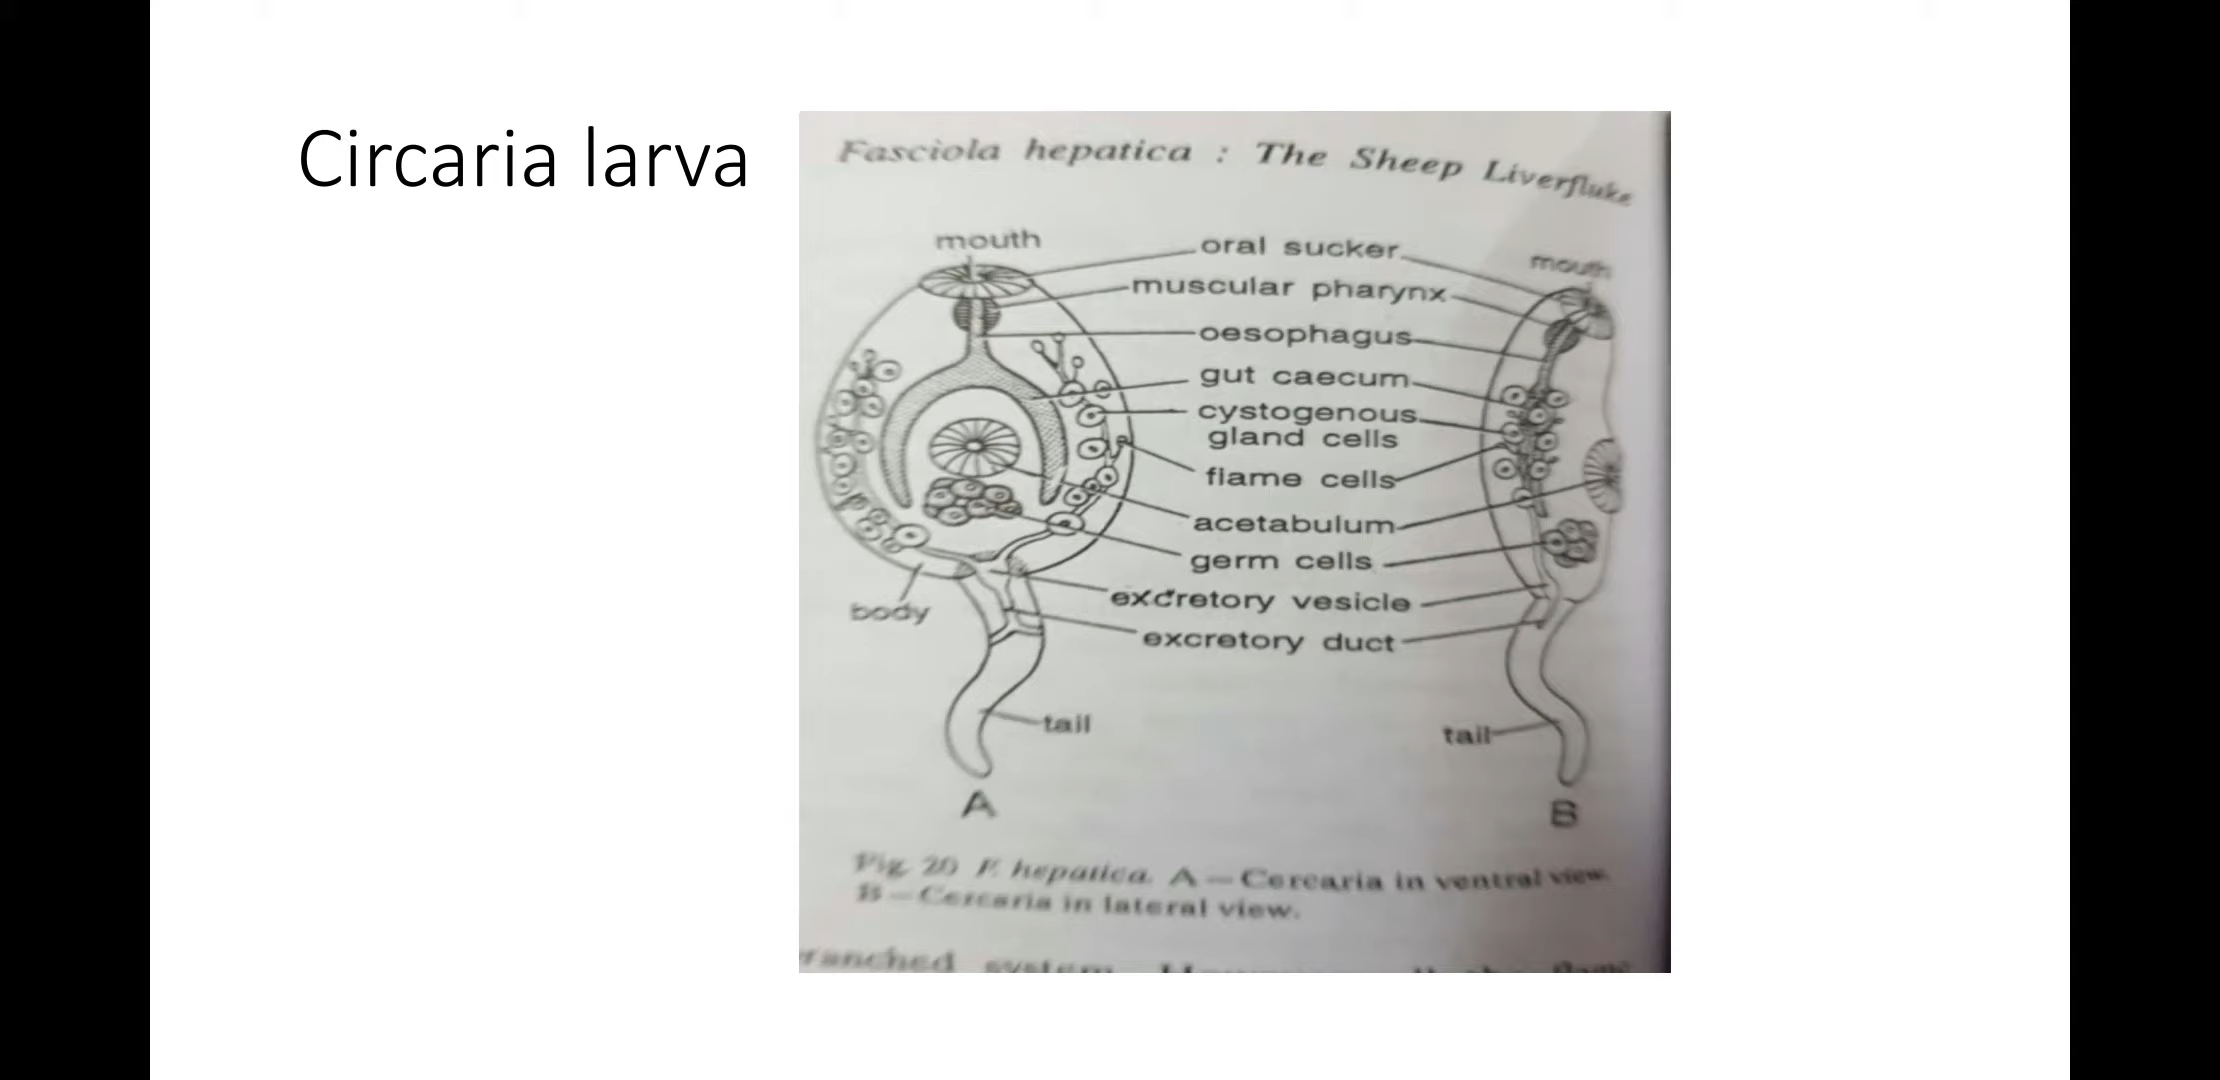 Circaria larva
Fasciola hepatica : The Sheep Liverfluke
mouth
oral sucker
mouth
muscular pharynx
oesophagus
gut caecum
cystogenous
gland cells
flame cells
acetabulum
germ cells
excretory vesicle
body
excretory duct
tail
tail
A
B
Fig. 20 F. hepatica. A—Cercaria in ventral view.
B—Cercaria in lateral view.
ranched system.